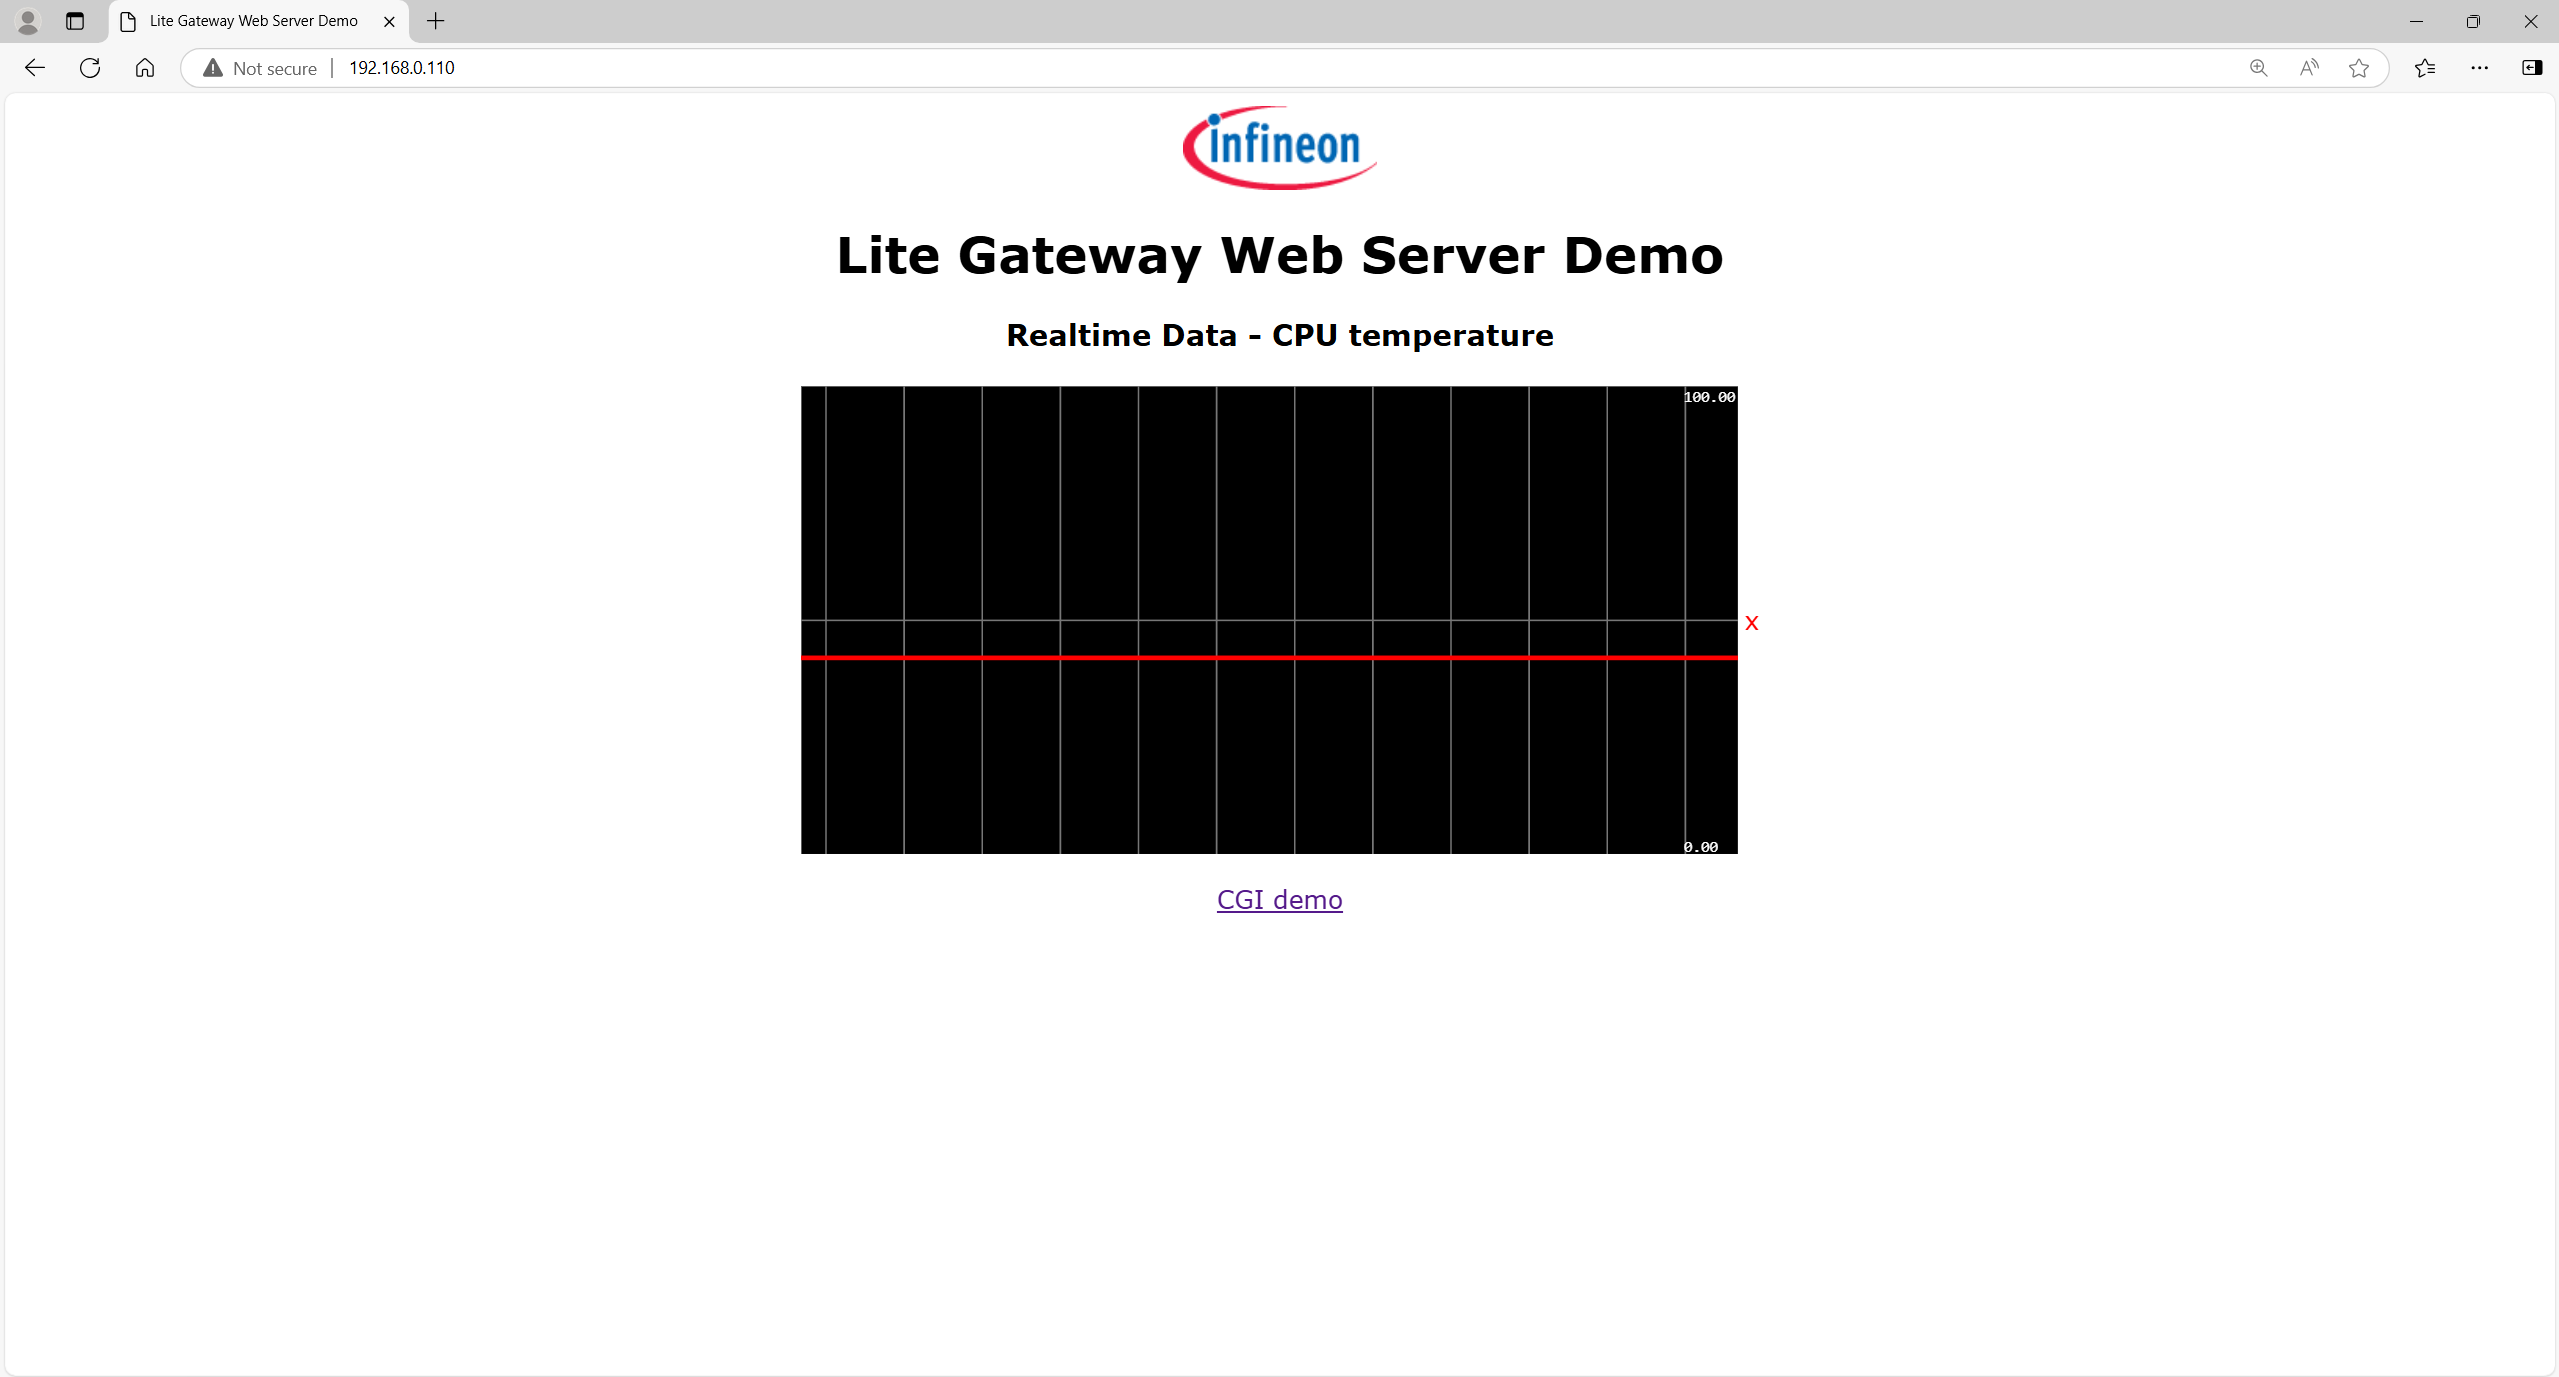 Lite Gateway Web Server Demo
Not secure
192.168.0.110
infineon
Lite Gateway Web Server Demo
Realtime Data - CPU temperature
100.00
x
0.00
CGI demo